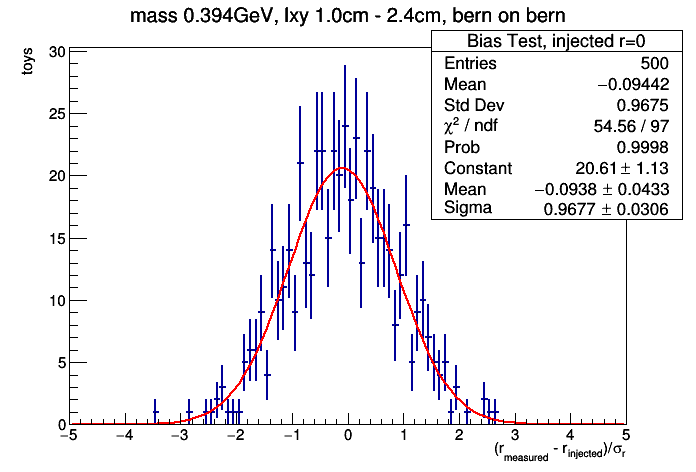 mass 0.394GeV, lxy 1.0cm - 2.4cm, bern on bern
Bias Test, injected r=0
Entries 500
Mean −0.09442
Std Dev 0.9675
χ² / ndf 54.56 / 97
Prob 0.9998
Constant 20.61 ± 1.13
Mean −0.0938 ± 0.0433
Sigma 0.9677 ± 0.0306
toys
30
25
20
15
10
5
0
−5 −4 −3 −2 −1 0 1 2 3 4 5
(r_measured - r_injected)/σ_r